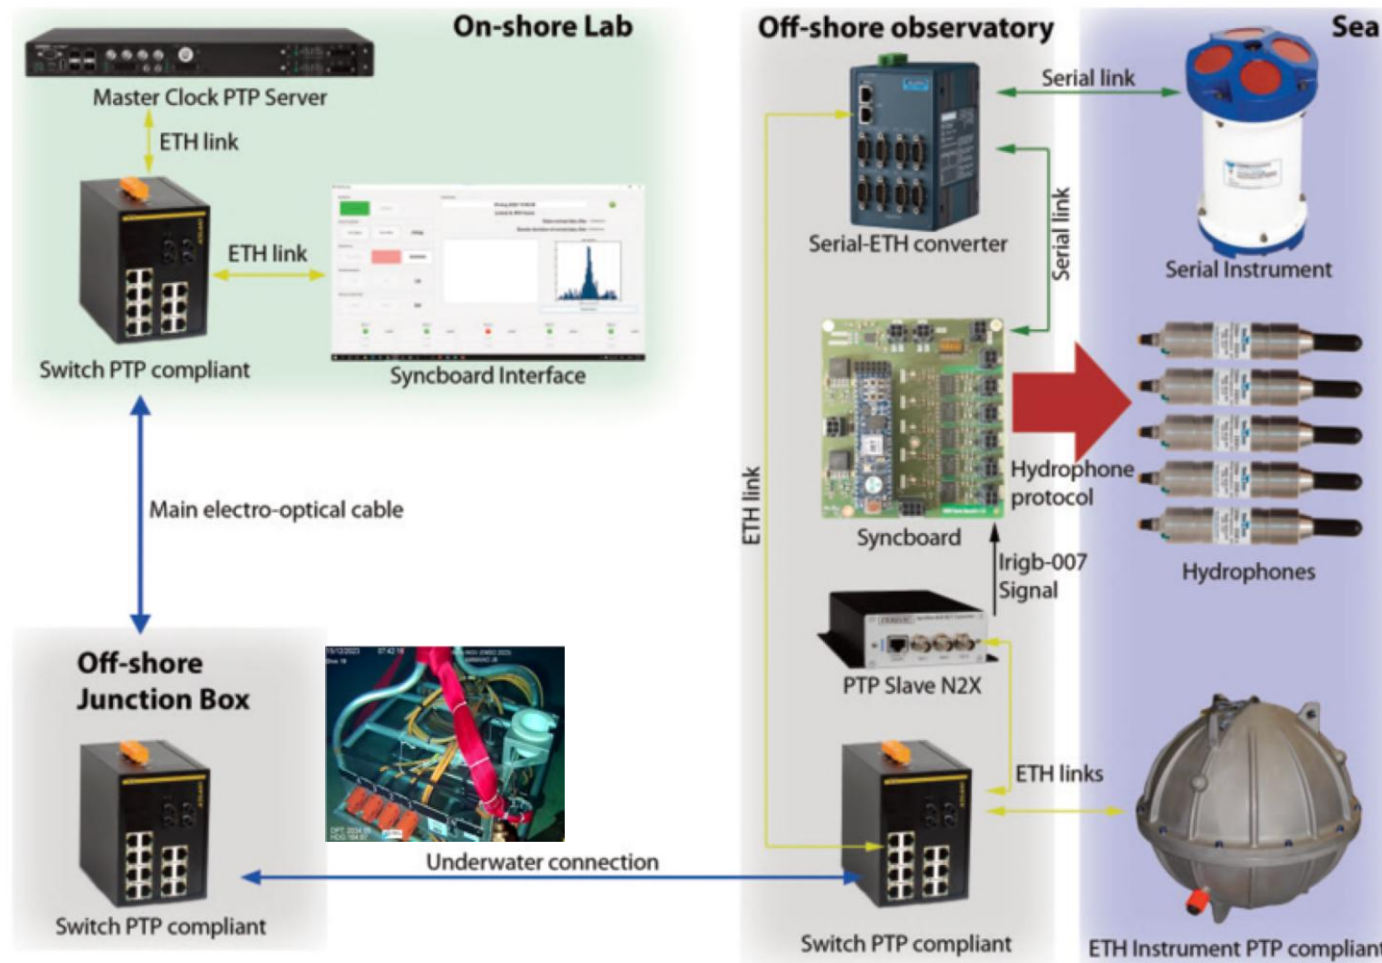 On-shore Lab
Master Clock PTP Server
ETH link
ETH link
Switch PTP compliant
Syncboard Interface
Main electro-optical cable
Off-shore
Junction Box
Switch PTP compliant
Underwater connection
Off-shore observatory
Sea
Serial link
Serial-ETH converter
Serial Instrument
Serial link
ETH link
Hydrophone
protocol
Syncboard
Hydrophones
Irigb-007
Signal
PTP Slave N2X
ETH links
Switch PTP compliant
ETH Instrument PTP compliant